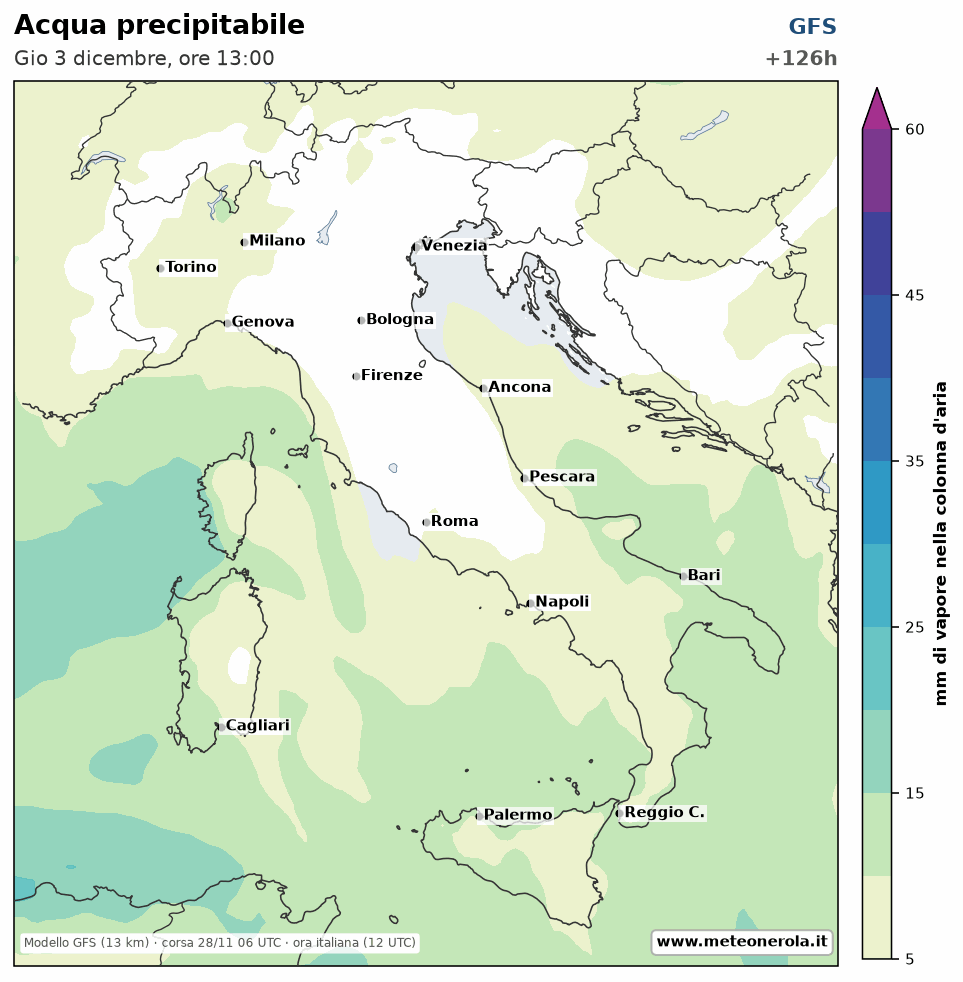 Acqua precipitabile
GFS
Gio 3 dicembre, ore 13:00
+126h
60
45
35
25
15
5
mm di vapore nella colonna d'aria
Milano
Venezia
Torino
Genova
Bologna
Firenze
Ancona
Pescara
Roma
Bari
Napoli
Cagliari
Palermo
Reggio C.
Modello GFS (13 km) · corsa 28/11 06 UTC · ora italiana (12 UTC)
www.meteonerola.it